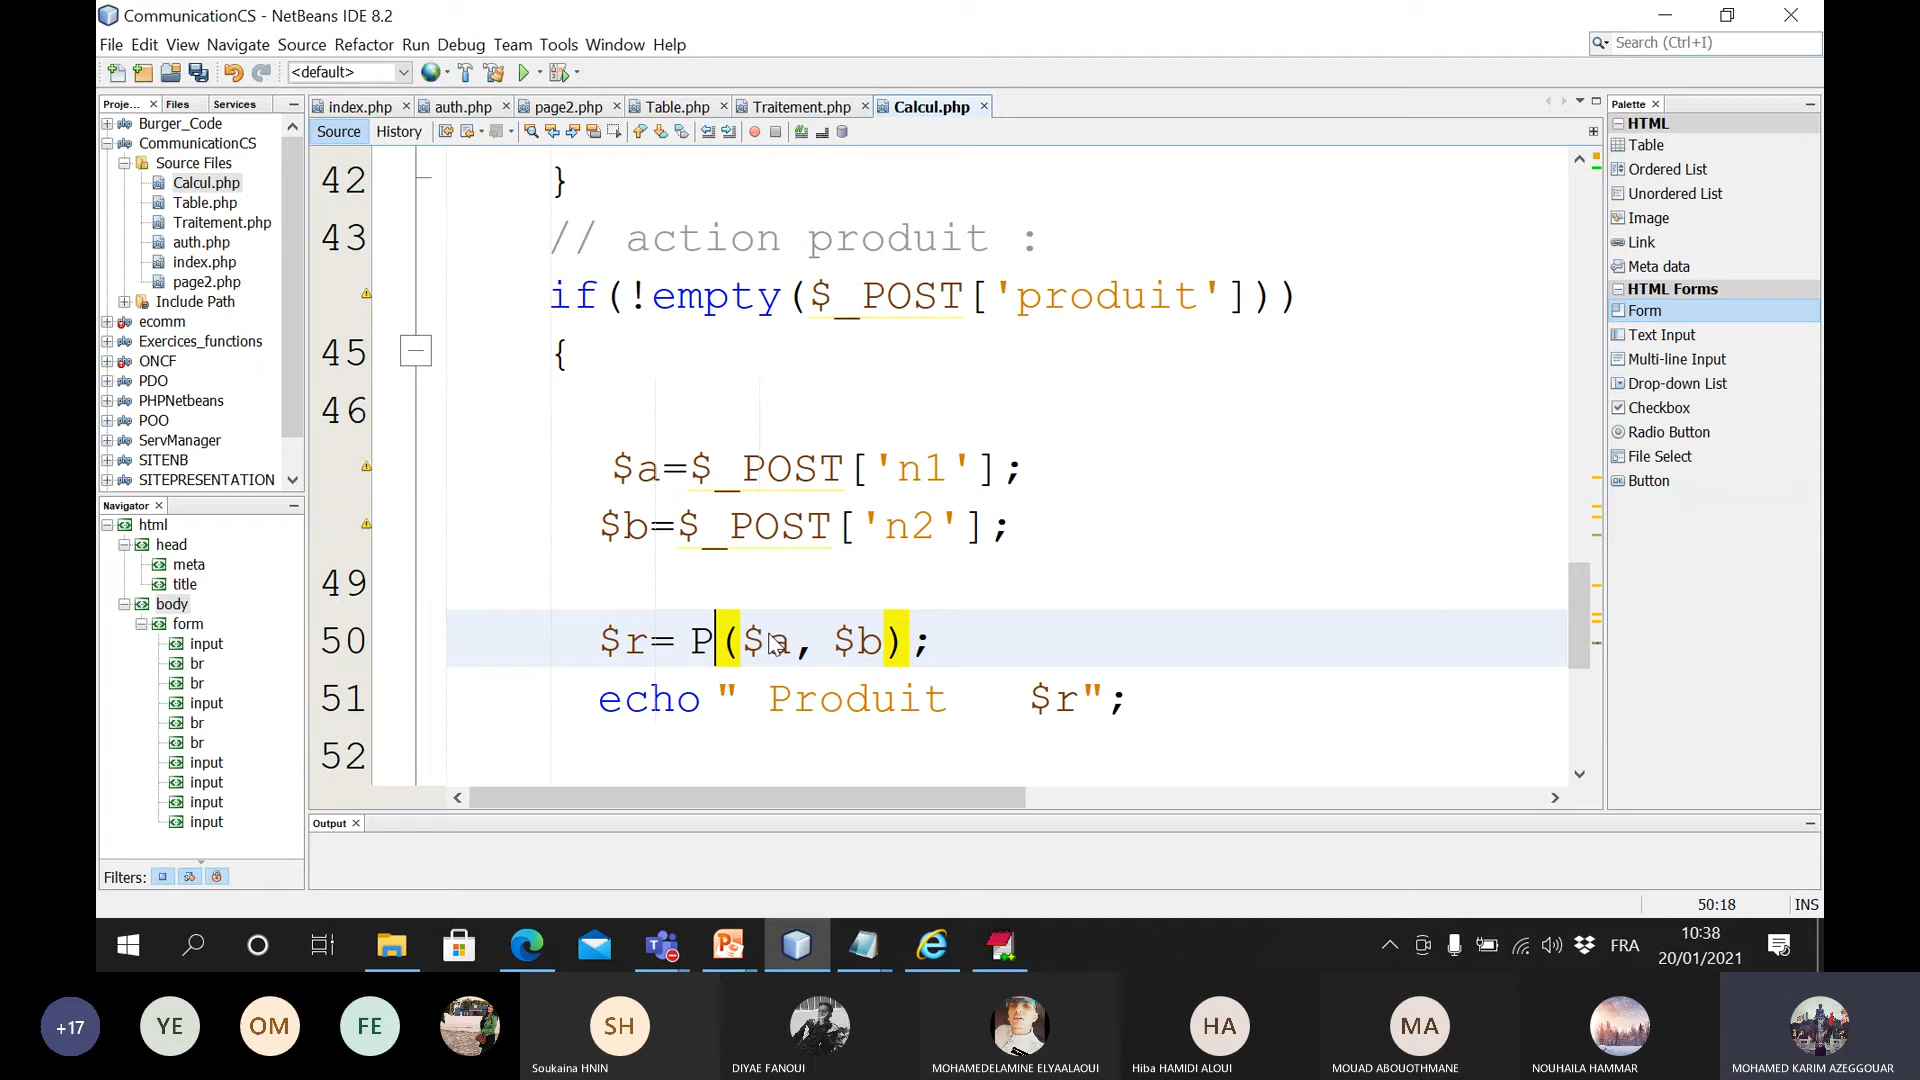 CommunicationCS - NetBeans IDE 8.2
File Edit View Navigate Source Refactor Run Debug Team Tools Window Help
Search (Ctrl+I)
<default>
Proje... Files Services
index.php auth.php page2.php Table.php Traitement.php Calcul.php
Palette
Source History
Burger_Code
CommunicationCS
Source Files
Calcul.php
Table.php
Traitement.php
auth.php
index.php
page2.php
Include Path
ecomm
Exercices_functions
ONCF
PDO
PHPNetbeans
POO
ServManager
SITENB
SITEPRESENTATION
Navigator
html
head
meta
title
body
form
input
br
br
input
br
br
input
input
input
input
Filters:
42 }
43 // action produit :
if(!empty($_POST['produit']))
45 {
46
$a=$_POST['n1'];
$b=$_POST['n2'];
49
50 $r= P($a, $b);
51 echo " Produit $r";
52
HTML
Table
Ordered List
Unordered List
Image
Link
Meta data
HTML Forms
Form
Text Input
Multi-line Input
Drop-down List
Checkbox
Radio Button
File Select
Button
Output
50:18 INS
FRA
10:38
20/01/2021
+17 YE OM FE SH HA MA
Soukaina HNIN
DIYAE FANOUI
MOHAMEDELAMINE ELYAALAOUI
Hiba HAMIDI ALOUI
MOUAD ABOUOTHMANE
NOUHAILA HAMMAR
MOHAMED KARIM AZEGGOUAR